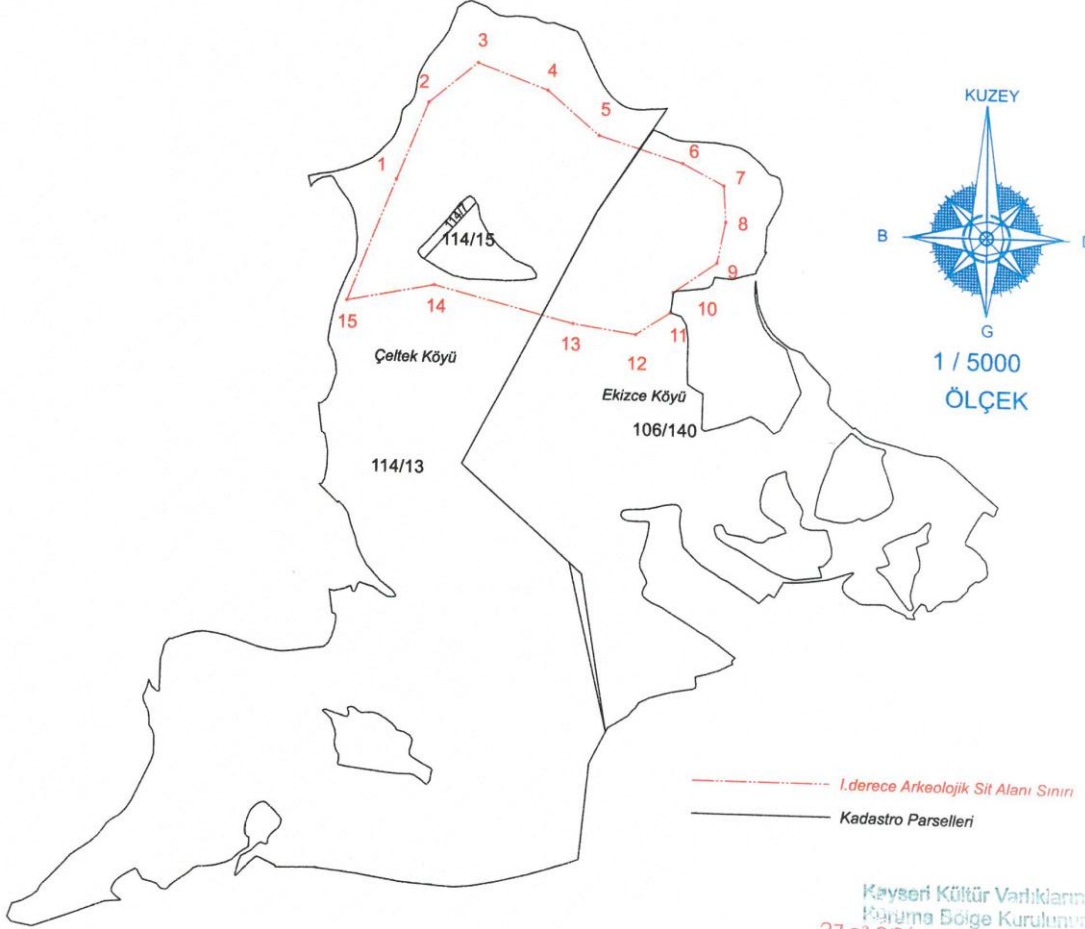 3
4
2
5
KUZEY
6
1
7
114/7
8
114/15
B
9
14
10
15
11
13
G
Çeltek Köyü
12
1 / 5000
Ekizce Köyü
ÖLÇEK
106/140
114/13
I.derece Arkeolojik Sit Alanı Sınırı
Kadastro Parselleri
Kayseri Kültür Varlıkların
Koruma Bölge Kurulunun